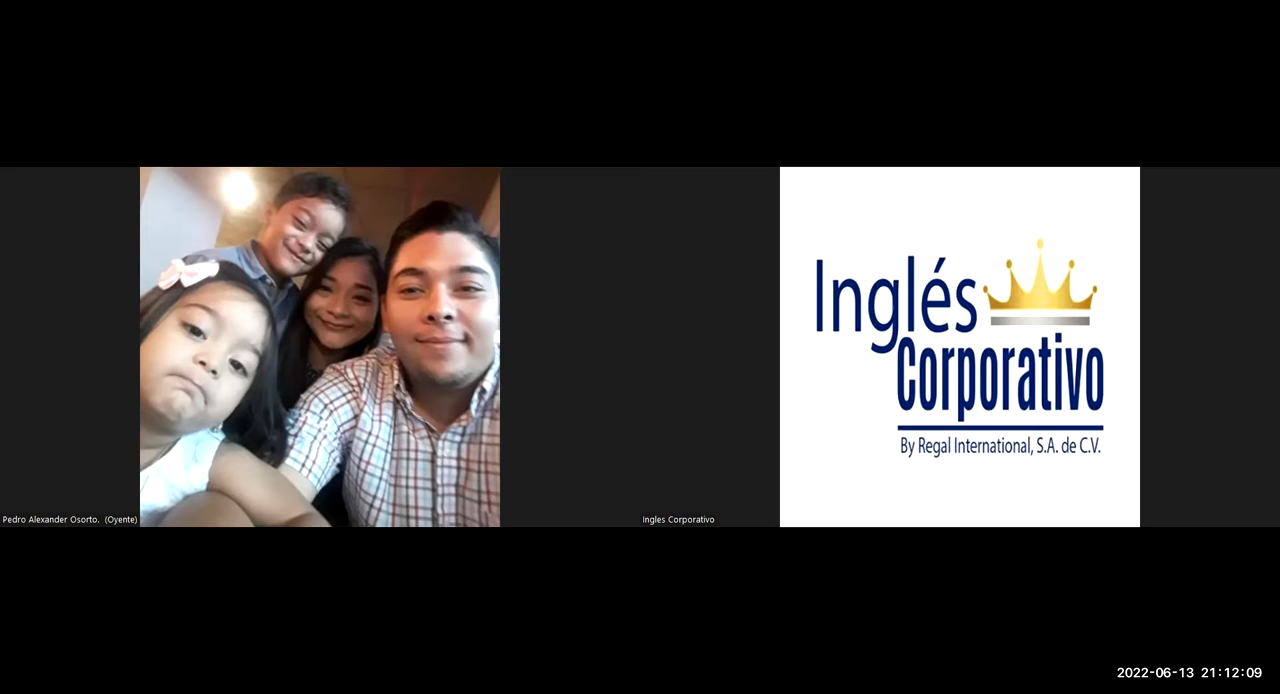 Inglés
Corporativo
By Regal International, S.A. de C.V.
Pedro Alexander Osorto. (Oyente)
Ingles Corporativo
2022-06-13 21:12:09